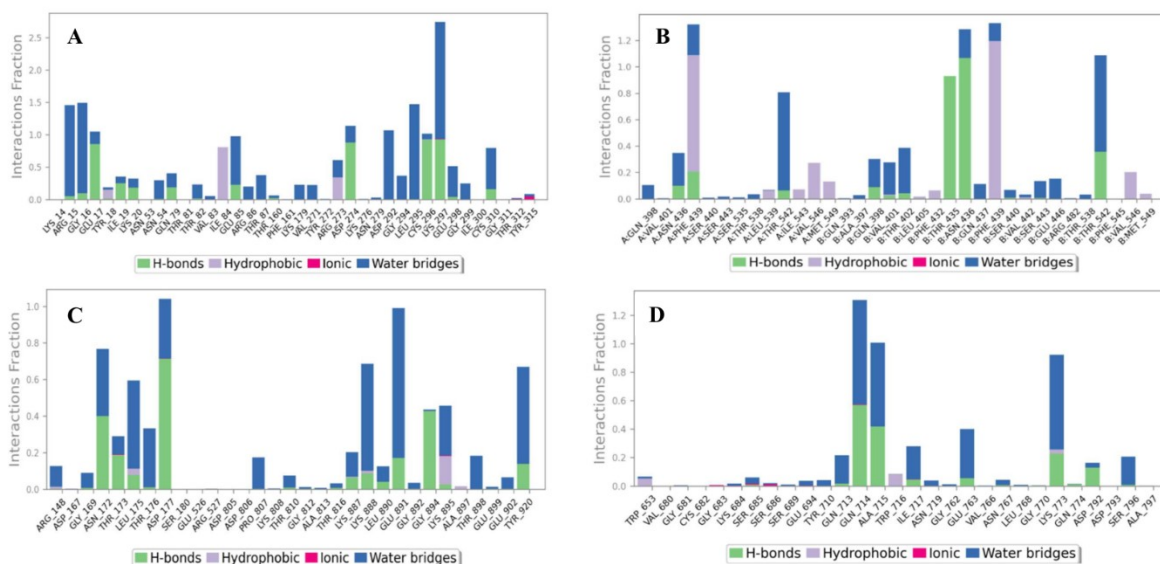 A
Interactions Fraction
2.5
2.0
1.5
1.0
0.5
0.0
LYS_14 ARG_15 GLY_16 GLU_17 TYR_18 ILE_19 LYS_20 ASN_53 ASN_54 GLY_79 THR_81 THR_82 VAL_83 ILE_84 GLU_85 ARG_86 THR_87 THR_160 PHE_161 LYS_179 VAL_271 TYR_272 ARG_273 ASP_274 LYS_276 ASN_279 ASP_292 GLY_294 LEU_295 CYS_296 LYS_297 GLU_298 GLY_299 ILE_300 CYS_310 GLY_312 THR_315
H-bonds Hydrophobic Ionic Water bridges
B
Interactions Fraction
1.2
1.0
0.8
0.6
0.4
0.2
0.0
A:GLN_398 A:VAL_401 A:ASN_436 A:PHE_439 A:SER_440 A:SER_443 A:SER_535 A:THR_538 A:LEU_539 A:THR_542 A:ILE_543 A:VAL_546 A:MET_549 B:GLN_393 B:ALA_397 B:GLN_398 B:VAL_401 B:THR_402 B:LEU_405 B:PHE_432 B:THR_435 B:ASN_436 B:GLN_437 B:PHE_439 B:SER_440 B:VAL_442 B:SER_443 B:GLU_446 B:ARG_482 B:THR_538 B:THR_542 B:PHE_545 B:VAL_546 B:MET_549
H-bonds Hydrophobic Ionic Water bridges
C
Interactions Fraction
1.0
0.8
0.6
0.4
0.2
0.0
ARG_148 ASP_167 GLY_169 ASN_172 THR_173 LEU_175 THR_176 ASP_177 SER_180 GLU_526 ARG_527 ASP_805 ASP_806 PRO_807 LYS_808 THR_810 GLY_812 ALA_813 THR_816 LYS_887 LYS_888 LEU_890 GLU_891 GLY_892 GLY_894 LYS_895 ALA_897 THR_898 GLU_899 GLU_902 TYR_920
H-bonds Hydrophobic Ionic Water bridges
D
Interactions Fraction
1.2
1.0
0.8
0.6
0.4
0.2
0.0
TRP_653 VAL_680 GLY_681 CYS_682 GLY_683 LYS_684 SER_685 SER_686 SER_689 GLU_694 TYR_710 GLN_713 GLN_714 ALA_715 TRP_716 ILE_717 ASN_719 GLY_762 GLU_763 VAL_766 ASN_767 LEU_768 GLY_770 LYS_773 GLN_774 ASP_792 ASP_793 SER_796 ALA_797
H-bonds Hydrophobic Ionic Water bridges